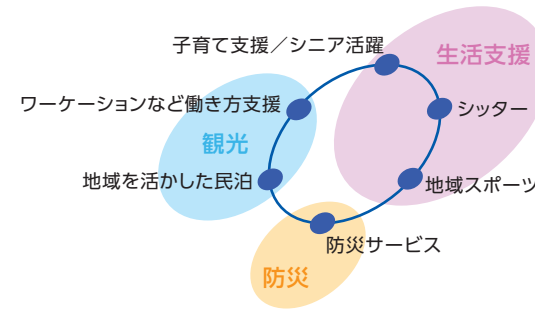 子育て支援／シニア活躍
生活支援
ワーケーションなど働き方支援
シッター
観光
地域を活かした民泊
地域スポーツ
防災サービス
防災